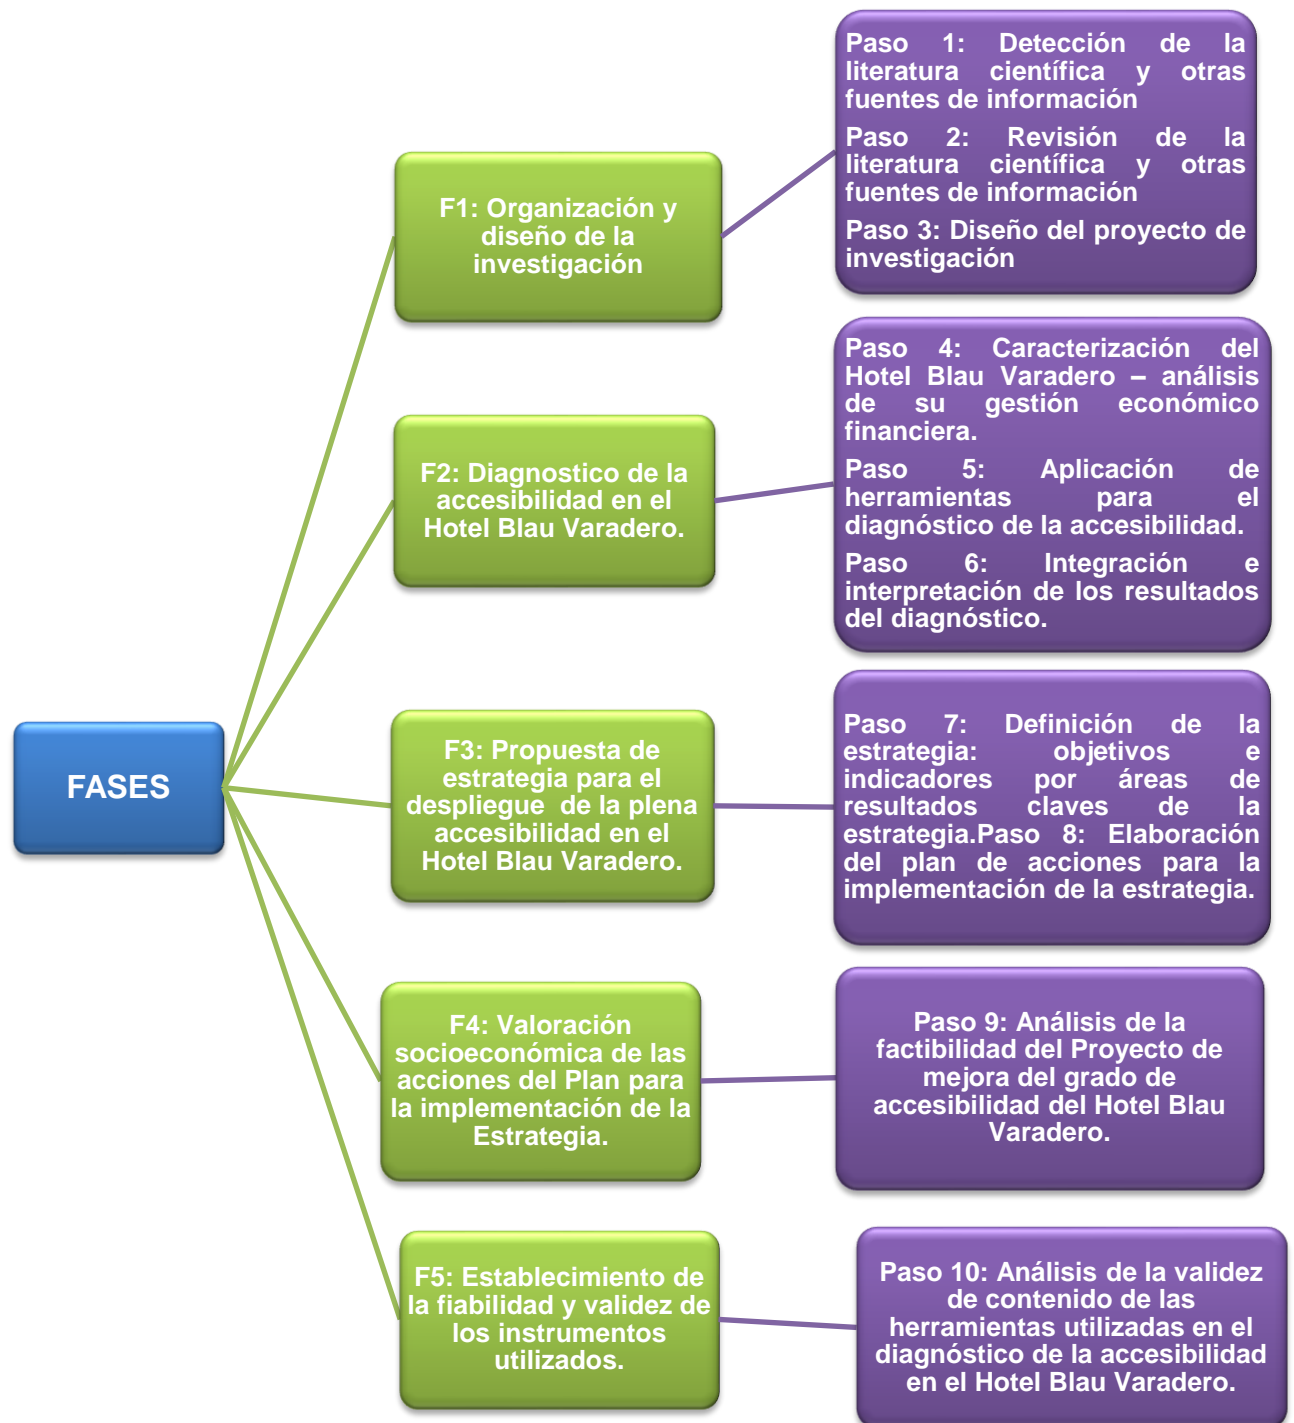 FASES
F1: Organización y
diseño de la
investigación
Paso 1: Detección de la
literatura científica y otras
fuentes de información
Paso 2: Revisión de la
literatura científica y otras
fuentes de información
Paso 3: Diseño del proyecto de
investigación
F2: Diagnostico de la
accesibilidad en el
Hotel Blau Varadero.
Paso 4: Caracterización del
Hotel Blau Varadero – análisis
de su gestión económico
financiera.
Paso 5: Aplicación de
herramientas para el
diagnóstico de la accesibilidad.
Paso 6: Integración e
interpretación de los resultados
del diagnóstico.
F3: Propuesta de
estrategia para el
despliegue de la plena
accesibilidad en el
Hotel Blau Varadero.
Paso 7: Definición de la
estrategia: objetivos e
indicadores por áreas de
resultados claves de la
estrategia.Paso 8: Elaboración
del plan de acciones para la
implementación de la estrategia.
F4: Valoración
socioeconómica de las
acciones del Plan para
la implementación de la
Estrategia.
Paso 9: Análisis de la
factibilidad del Proyecto de
mejora del grado de
accesibilidad del Hotel Blau
Varadero.
F5: Establecimiento de
la fiabilidad y validez de
los instrumentos
utilizados.
Paso 10: Análisis de la validez
de contenido de las
herramientas utilizadas en el
diagnóstico de la accesibilidad
en el Hotel Blau Varadero.